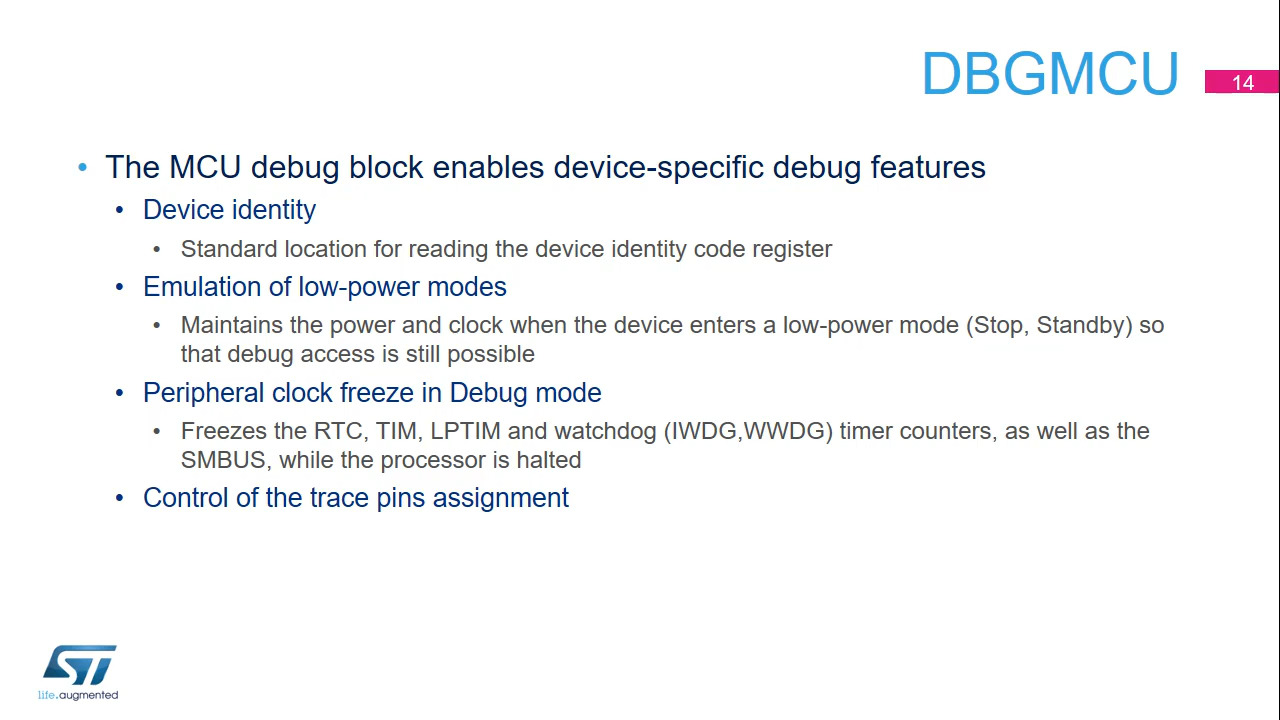 DBGMCU
14
• The MCU debug block enables device-specific debug features
• Device identity
• Standard location for reading the device identity code register
• Emulation of low-power modes
• Maintains the power and clock when the device enters a low-power mode (Stop, Standby) so
that debug access is still possible
• Peripheral clock freeze in Debug mode
• Freezes the RTC, TIM, LPTIM and watchdog (IWDG,WWDG) timer counters, as well as the
SMBUS, while the processor is halted
• Control of the trace pins assignment
ST
life.augmented